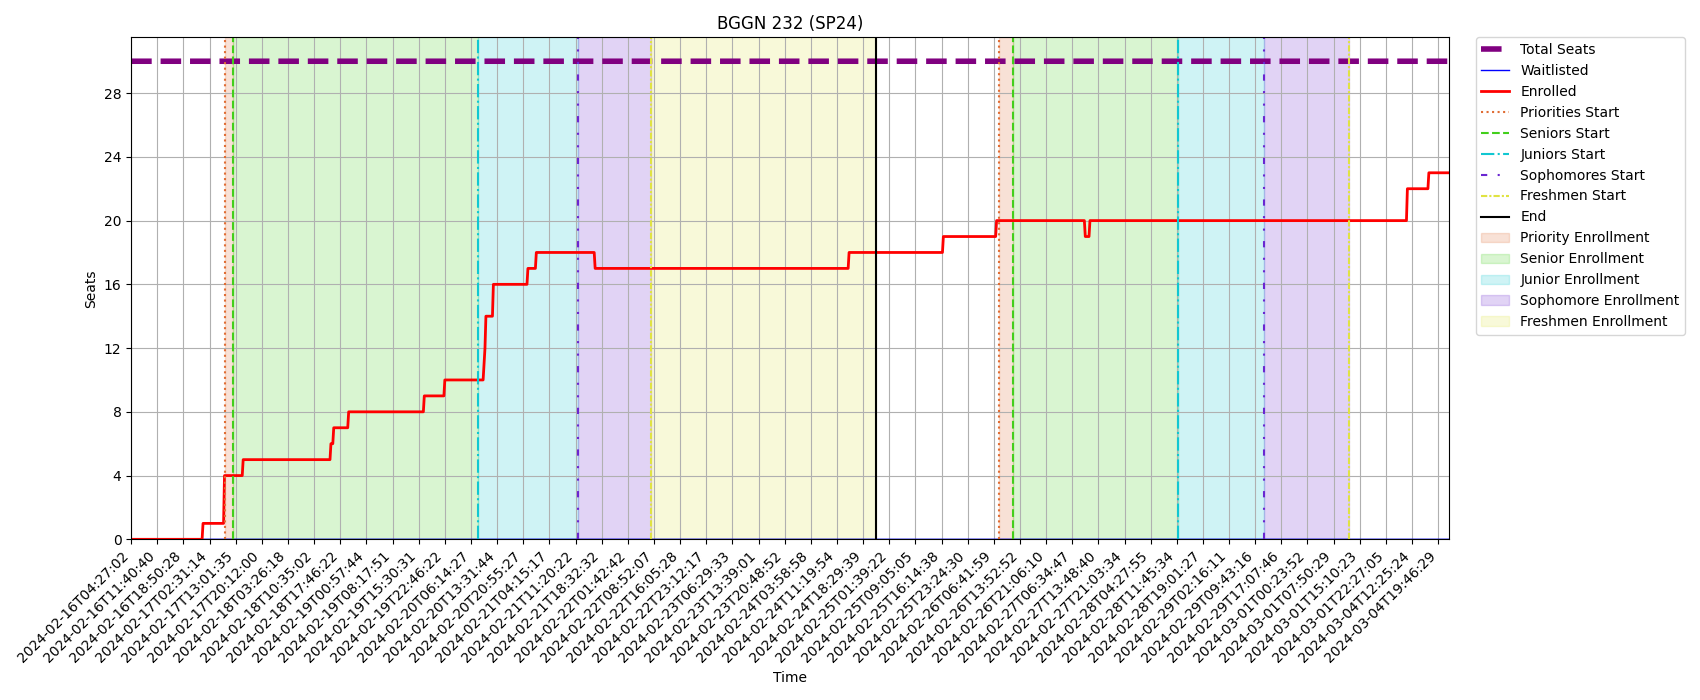 BGGN 232 (SP24)
Seats
28
24
20
16
12
8
4
0
2024-02-16T04:27:02
2024-02-16T11:40:40
2024-02-16T18:50:28
2024-02-17T02:31:14
2024-02-17T13:01:35
2024-02-17T20:12:00
2024-02-18T03:26:18
2024-02-18T10:35:02
2024-02-18T17:46:22
2024-02-19T00:57:44
2024-02-19T08:17:51
2024-02-19T15:30:31
2024-02-19T22:46:22
2024-02-20T06:14:27
2024-02-20T13:31:44
2024-02-20T20:55:27
2024-02-21T04:15:17
2024-02-21T11:20:22
2024-02-21T18:32:32
2024-02-22T01:42:42
2024-02-22T08:52:07
2024-02-22T16:05:28
2024-02-22T23:12:17
2024-02-23T06:29:33
2024-02-23T13:39:01
2024-02-23T20:48:52
2024-02-24T03:58:58
2024-02-24T11:19:54
2024-02-24T18:29:39
2024-02-25T01:39:22
2024-02-25T09:05:05
2024-02-25T16:14:38
2024-02-25T23:24:30
2024-02-26T06:41:59
2024-02-26T13:52:52
2024-02-26T21:06:10
2024-02-27T06:34:47
2024-02-27T13:48:40
2024-02-27T21:03:34
2024-02-28T04:27:55
2024-02-28T11:45:34
2024-02-28T19:01:27
2024-02-29T02:16:11
2024-02-29T09:43:16
2024-02-29T17:07:46
2024-03-01T00:23:52
2024-03-01T07:50:29
2024-03-01T15:10:23
2024-03-01T22:27:05
2024-03-04T12:25:24
2024-03-04T19:46:29
Time
Total Seats
Waitlisted
Enrolled
Priorities Start
Seniors Start
Juniors Start
Sophomores Start
Freshmen Start
End
Priority Enrollment
Senior Enrollment
Junior Enrollment
Sophomore Enrollment
Freshmen Enrollment